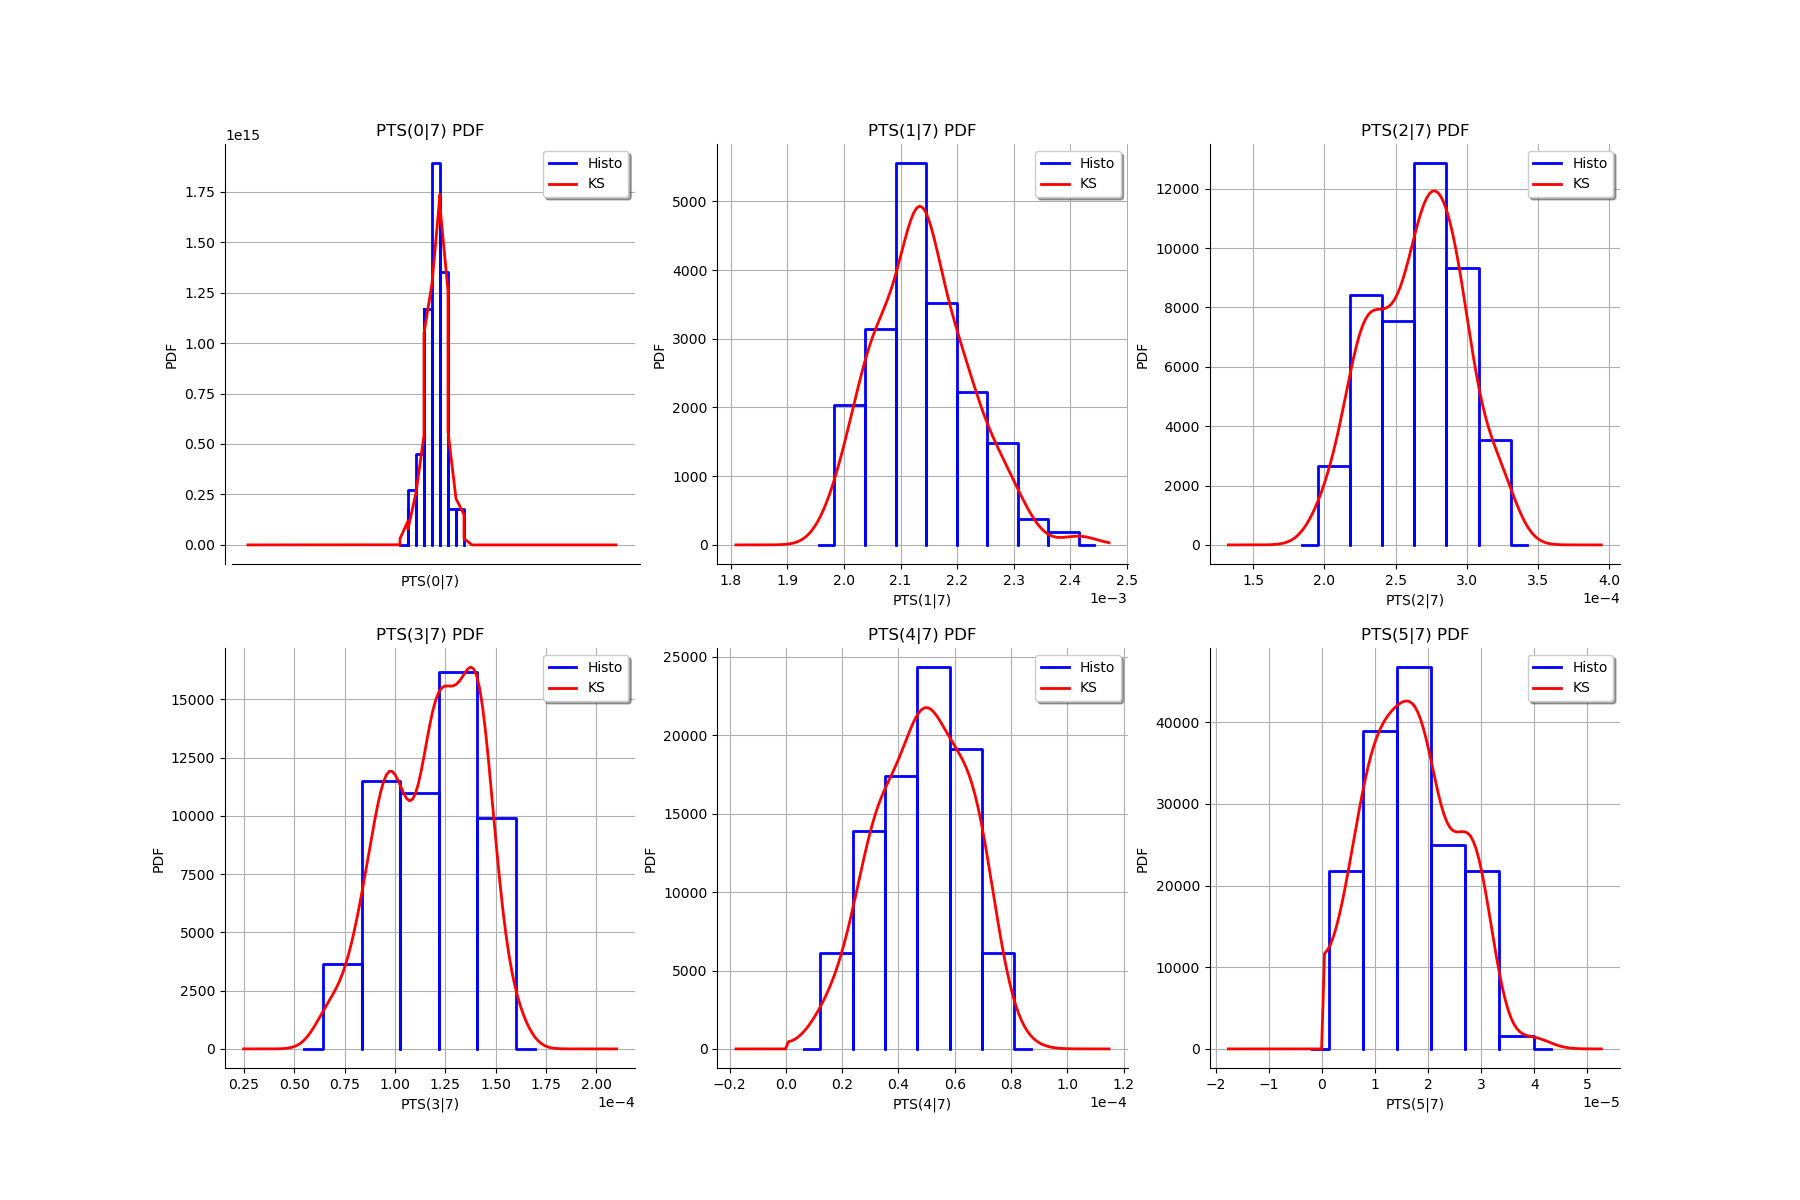 PTS(0|7) PDF
1e15
Histo
KS
1.75
1.50
1.25
1.00
0.75
0.50
0.25
0.00
PDF
PTS(0|7)
PTS(1|7) PDF
Histo
KS
5000
4000
3000
2000
1000
0
PDF
1.8 1.9 2.0 2.1 2.2 2.3 2.4 2.5
PTS(1|7)
1e−3
PTS(2|7) PDF
Histo
KS
12000
10000
8000
6000
4000
2000
0
PDF
1.5 2.0 2.5 3.0 3.5 4.0
PTS(2|7)
1e−4
PTS(3|7) PDF
Histo
KS
15000
12500
10000
7500
5000
2500
0
PDF
0.25 0.50 0.75 1.00 1.25 1.50 1.75 2.00
PTS(3|7)
1e−4
PTS(4|7) PDF
Histo
KS
25000
20000
15000
10000
5000
0
PDF
−0.2 0.0 0.2 0.4 0.6 0.8 1.0 1.2
PTS(4|7)
1e−4
PTS(5|7) PDF
Histo
KS
40000
30000
20000
10000
0
PDF
−2 −1 0 1 2 3 4 5
PTS(5|7)
1e−5